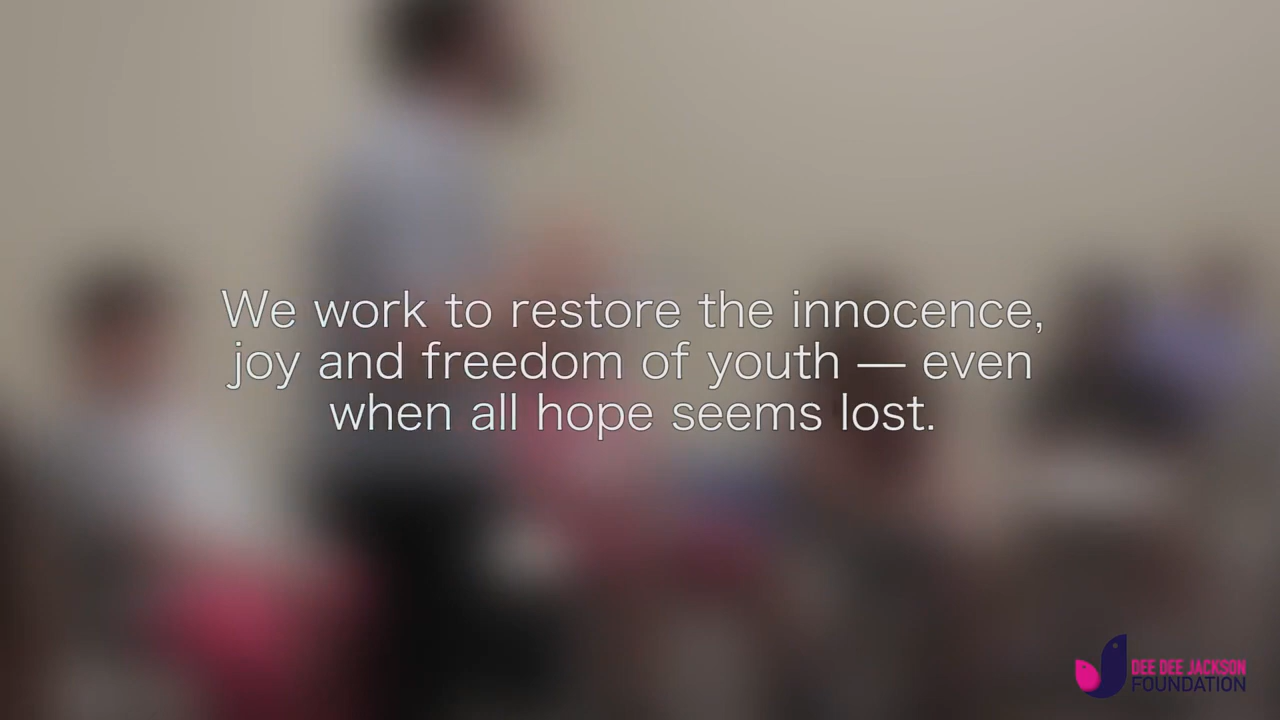 We work to restore the innocence,
joy and freedom of youth — even
when all hope seems lost.
DEE DEE JACKSON
FOUNDATION